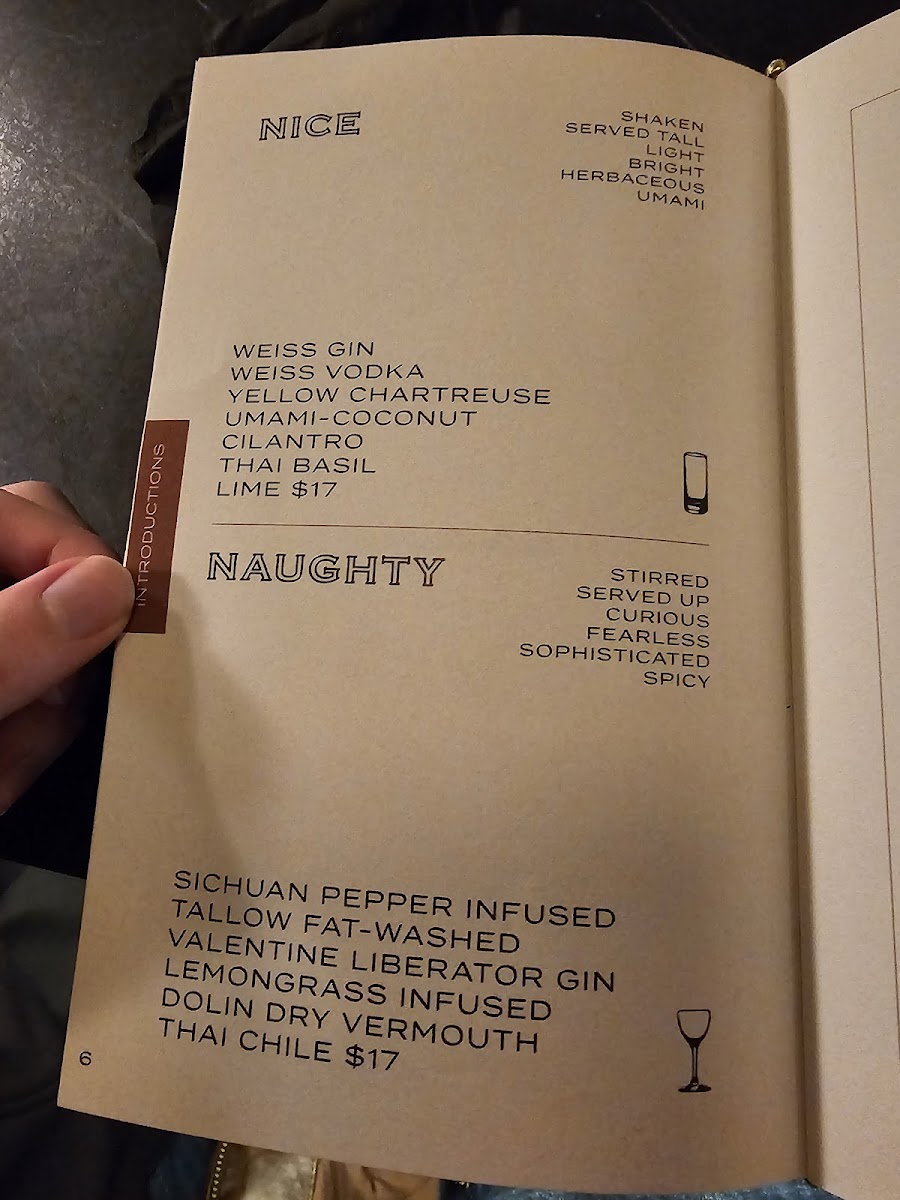 NICE
SHAKEN
SERVED TALL
LIGHT
BRIGHT
HERBACEOUS
UMAMI
WEISS GIN
WEISS VODKA
YELLOW CHARTREUSE
UMAMI-COCONUT
CILANTRO
THAI BASIL
LIME $17
INTRODUCTIONS
NAUGHTY
STIRRED
SERVED UP
CURIOUS
FEARLESS
SOPHISTICATED
SPICY
SICHUAN PEPPER INFUSED
TALLOW FAT-WASHED
VALENTINE LIBERATOR GIN
LEMONGRASS INFUSED
DOLIN DRY VERMOUTH
THAI CHILE $17
6